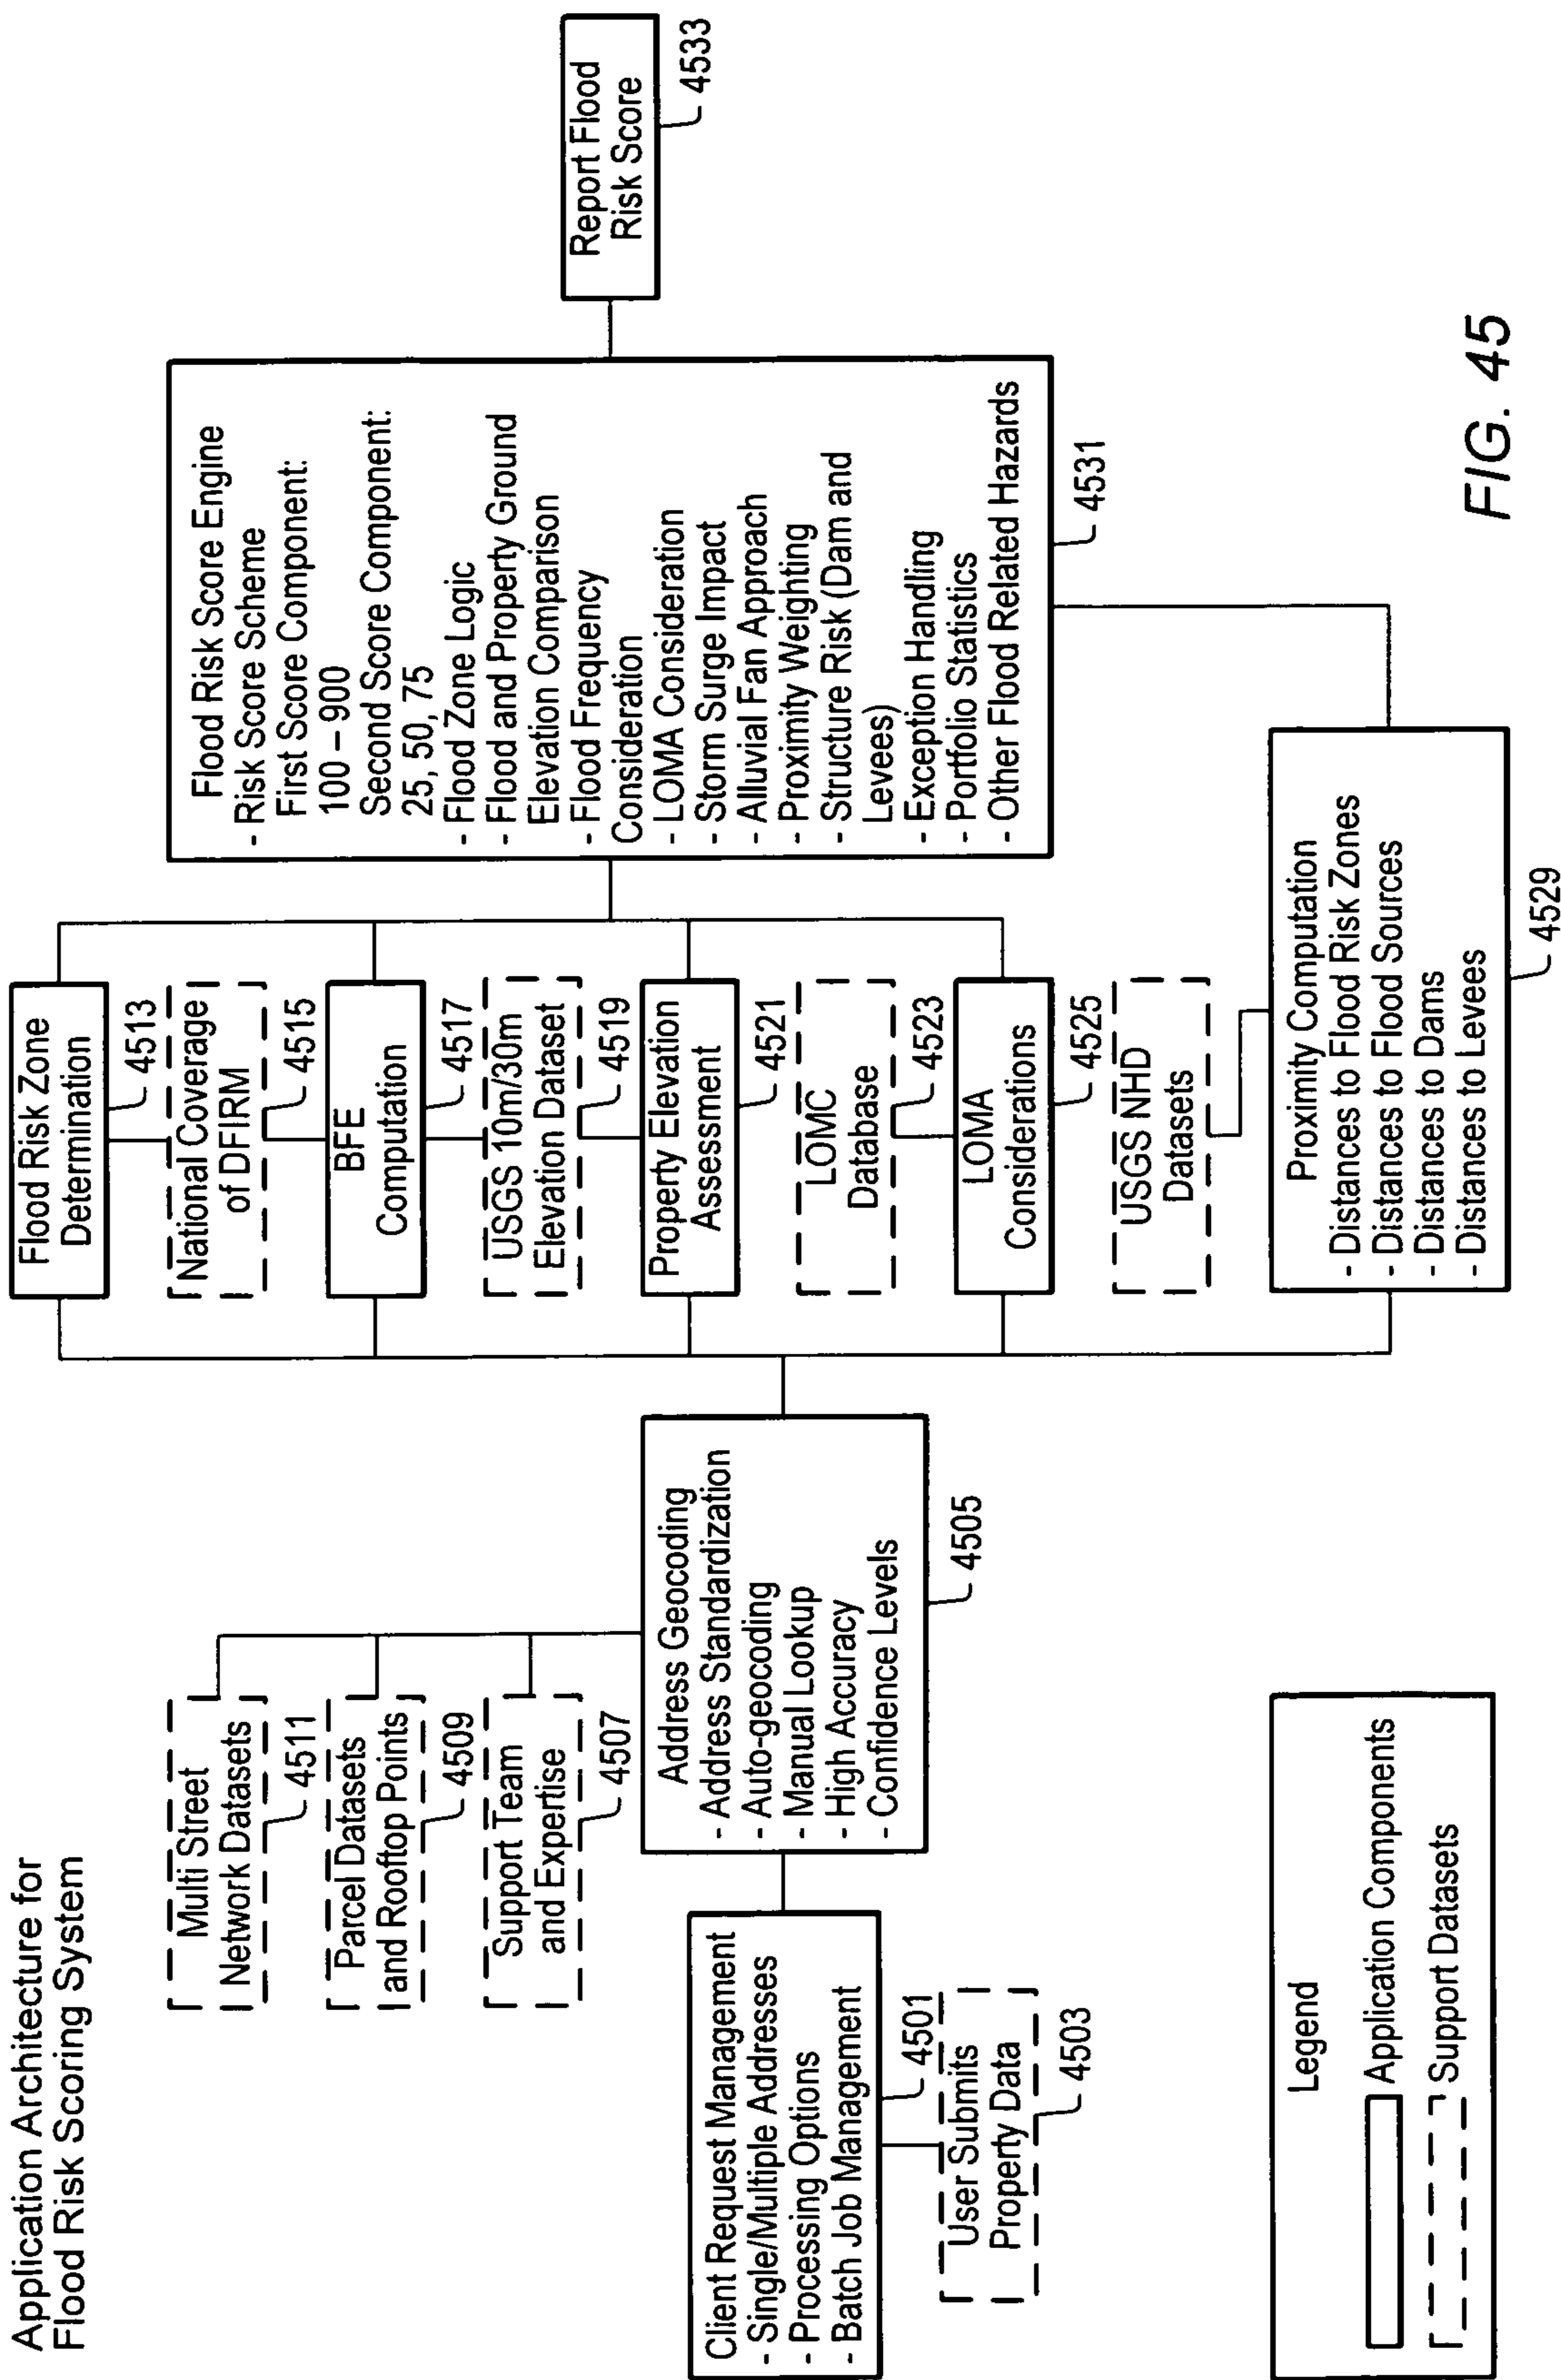 Application Architecture for
Flood Risk Scoring System
Multi Street
Network Datasets
4511
Parcel Datasets
and Rooftop Points
4509
Support Team
and Expertise
4507
Client Request Management
- Single/Multiple Addresses
- Processing Options
- Batch Job Management
4501
User Submits
Property Data
4503
Address Geocoding
- Address Standardization
- Auto-geocoding
- Manual Lookup
- High Accuracy
- Confidence Levels
4505
Flood Risk Zone
Determination
4513
National Coverage
of DFIRM
4515
BFE
Computation
4517
USGS 10m/30m
Elevation Dataset
4519
Property Elevation
Assessment
4521
LOMC
Database
4523
LOMA
Considerations
4525
USGS NHD
Datasets
Proximity Computation
- Distances to Flood Risk Zones
- Distances to Flood Sources
- Distances to Dams
- Distances to Levees
4529
Flood Risk Score Engine
- Risk Score Scheme
First Score Component:
100 – 900
Second Score Component:
25, 50, 75
- Flood Zone Logic
- Flood and Property Ground
Elevation Comparison
- Flood Frequency
Consideration
- LOMA Consideration
- Storm Surge Impact
- Alluvial Fan Approach
- Proximity Weighting
- Structure Risk (Dam and
Levees)
- Exception Handling
- Portfolio Statistics
- Other Flood Related Hazards
4531
Report Flood
Risk Score
4533
Legend
Application Components
Support Datasets
FIG. 45